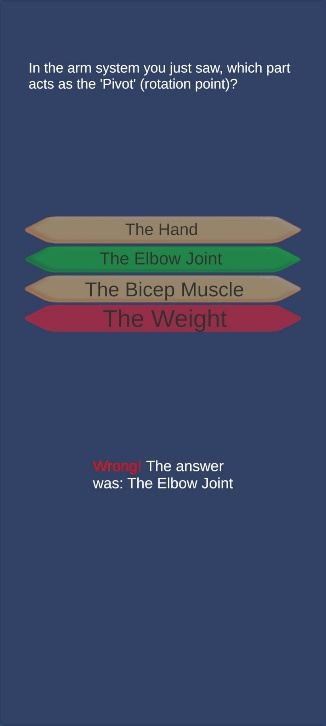 In the arm system you just saw, which part
acts as the 'Pivot' (rotation point)?
The Hand
The Elbow Joint
The Bicep Muscle
The Weight
Wrong! The answer
was: The Elbow Joint